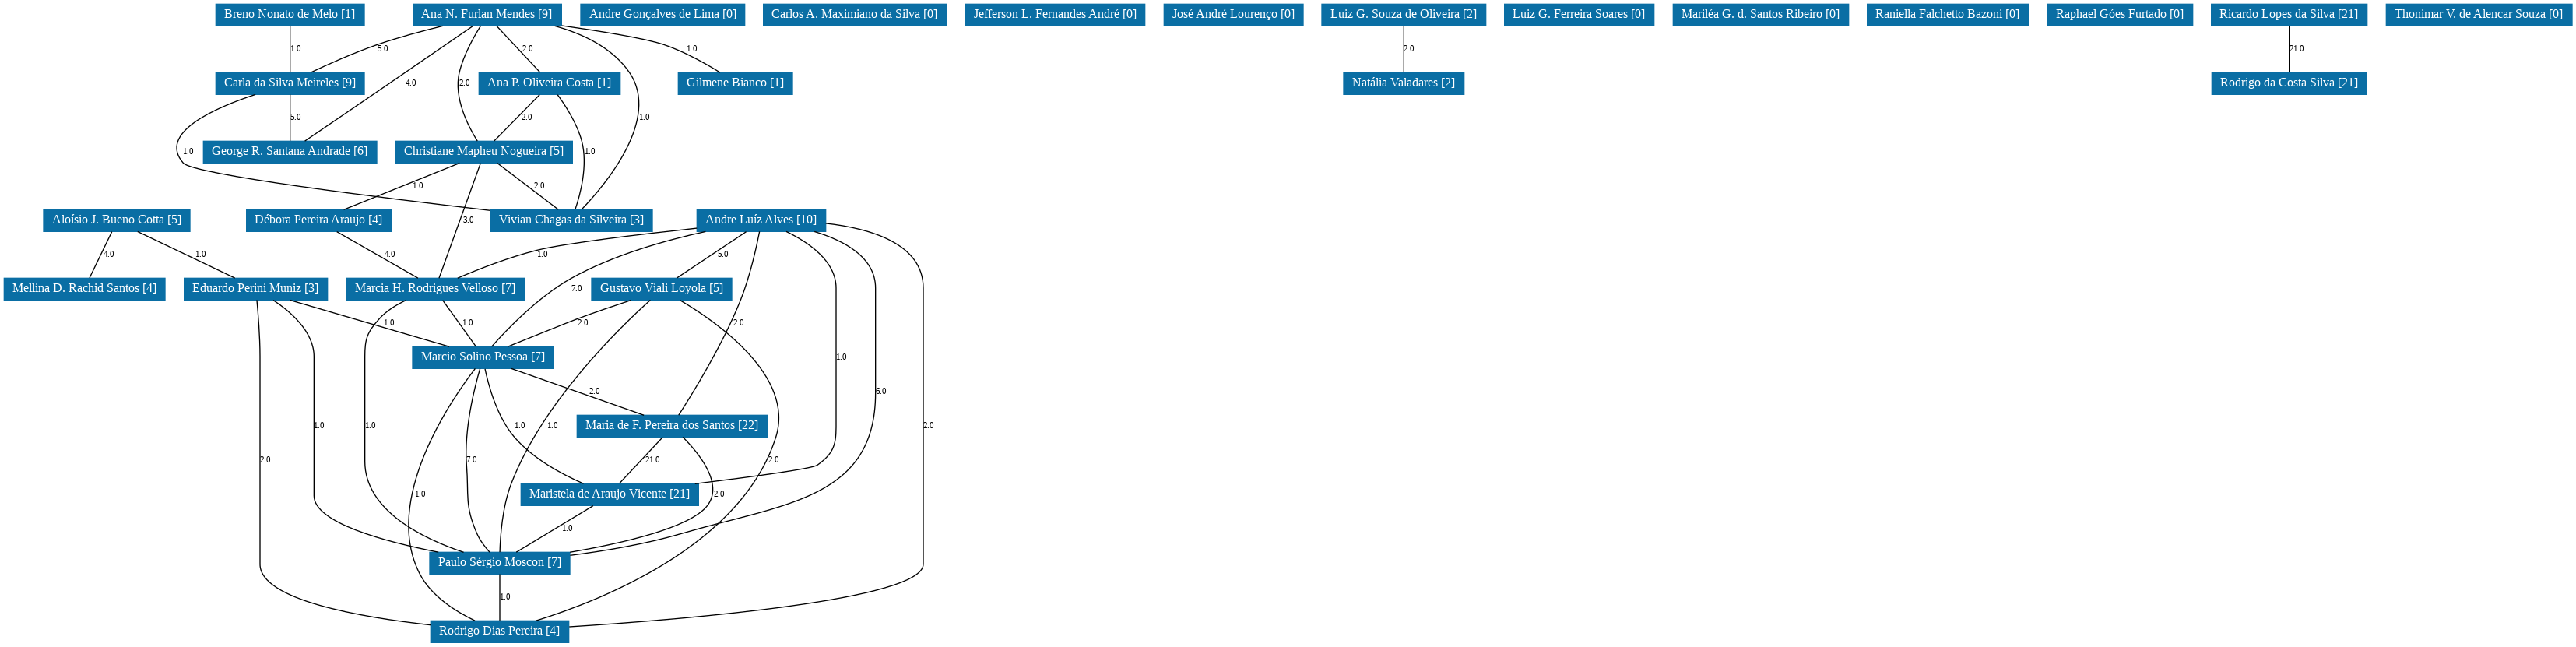 Breno Nonato de Melo [1]
Ana N. Furlan Mendes [9]
Andre Gonçalves de Lima [0]
Carlos A. Maximiano da Silva [0]
Jefferson L. Fernandes André [0]
José André Lourenço [0]
Luiz G. Souza de Oliveira [2]
Luiz G. Ferreira Soares [0]
Mariléa G. d. Santos Ribeiro [0]
Raniella Falchetto Bazoni [0]
Raphael Góes Furtado [0]
Ricardo Lopes da Silva [21]
Thonimar V. de Alencar Souza [0]
1.0
5.0
2.0
1.0
2.0
21.0
Carla da Silva Meireles [9]
4.0
2.0
Ana P. Oliveira Costa [1]
Gilmene Bianco [1]
Natália Valadares [2]
Rodrigo da Costa Silva [21]
5.0
2.0
1.0
1.0
George R. Santana Andrade [6]
Christiane Mapheu Nogueira [5]
1.0
1.0
2.0
Aloísio J. Bueno Cotta [5]
Débora Pereira Araujo [4]
3.0
Vivian Chagas da Silveira [3]
Andre Luíz Alves [10]
4.0
1.0
4.0
1.0
5.0
Mellina D. Rachid Santos [4]
Eduardo Perini Muniz [3]
Marcia H. Rodrigues Velloso [7]
7.0
Gustavo Viali Loyola [5]
1.0
1.0
2.0
2.0
Marcio Solino Pessoa [7]
1.0
2.0
6.0
1.0
1.0
1.0
1.0
Maria de F. Pereira dos Santos [22]
2.0
2.0
7.0
21.0
2.0
1.0
Maristela de Araujo Vicente [21]
2.0
1.0
Paulo Sérgio Moscon [7]
1.0
Rodrigo Dias Pereira [4]